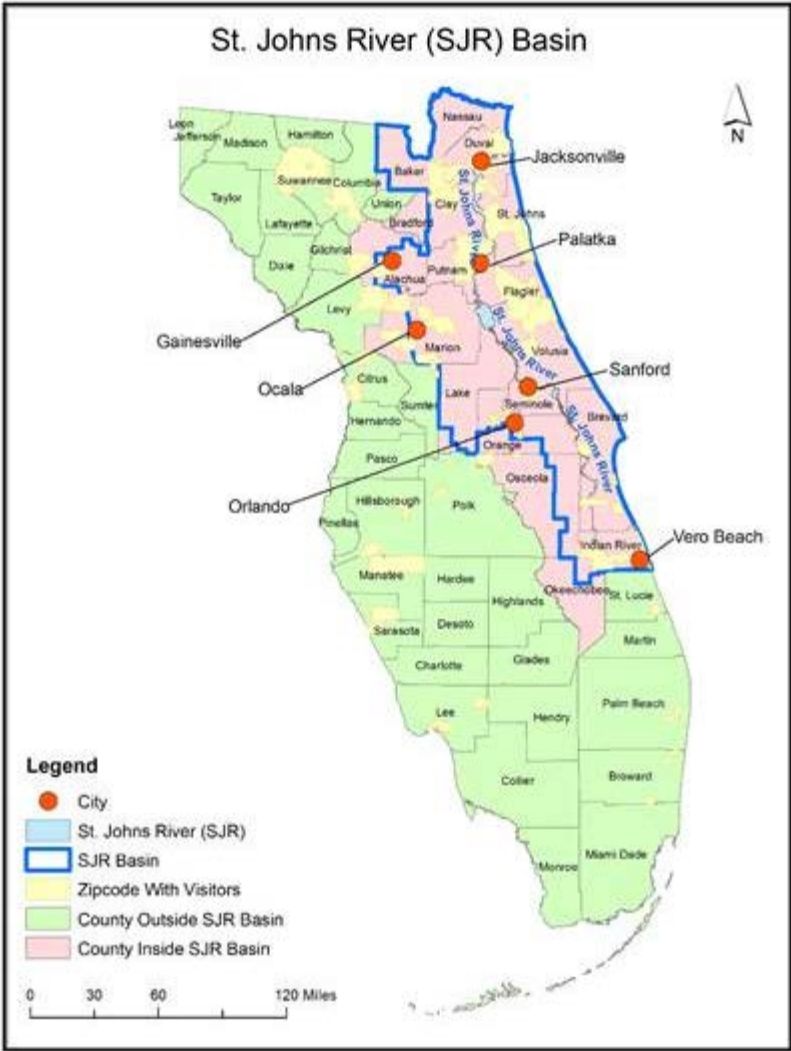 St. Johns River (SJR) Basin
N
Nassau
Duval
Jacksonville
Leon
Jefferson
Madison
Hamilton
Baker
Suwannee
Columbia
Taylor
Union
Clay
St. Johns River
St. Johns
Lafayette
Bradford
Palatka
Gilchrist
Dixie
Alachua
Putnam
Flagler
Levy
St. Johns River
Gainesville
Marion
Volusia
Ocala
Citrus
Lake
Sanford
Sumter
Seminole
Brevard
Hernando
St. Johns River
Orange
Pasco
Osceola
Orlando
Hillsborough
Polk
Pinellas
Vero Beach
Indian River
Manatee
Hardee
Okeechobee
St. Lucie
Highlands
Sarasota
Desoto
Martin
Charlotte
Glades
Palm Beach
Lee
Hendry
Legend
Collier
Broward
City
St. Johns River (SJR)
SJR Basin
Miami Dade
Monroe
Zipcode With Visitors
County Outside SJR Basin
County Inside SJR Basin
0 30 60 120 Miles